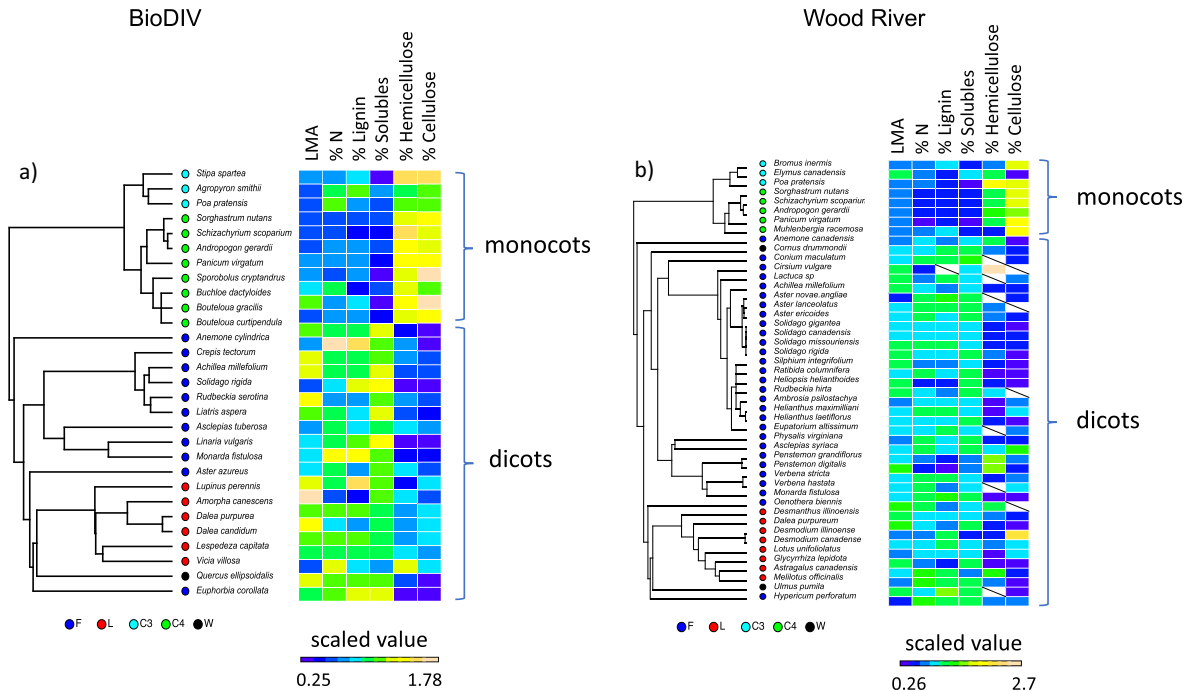 BioDIV
Wood River
LMA
% N
% Lignin
% Solubles
% Hemicellulose
% Cellulose
a)
Stipa spartea
Agropyron smithii
Poa pratensis
Sorghastrum nutans
Schizachyrium scoparium
Andropogon gerardii
Panicum virgatum
Sporobolus cryptandrus
Buchloe dactyloides
Bouteloua gracilis
Bouteloua curtipendula
Anemone cylindrica
Crepis tectorum
Achillea millefolium
Solidago rigida
Rudbeckia serotina
Liatris aspera
Asclepias tuberosa
Linaria vulgaris
Monarda fistulosa
Aster azureus
Lupinus perennis
Amorpha canescens
Dalea purpurea
Dalea candidum
Lespedeza capitata
Vicia villosa
Quercus ellipsoidalis
Euphorbia corollata
monocots
dicots
F L C3 C4 W
scaled value
0.25 1.78
LMA
% N
% Lignin
% Solubles
% Hemicellulose
% Cellulose
b)
Bromus inermis
Elymus canadensis
Poa pratensis
Sorghastrum nutans
Schizachyrium scopariur
Andropogon gerardii
Panicum virgatum
Muhlenbergia racemosa
Anemone canadensis
Cornus drummondii
Conium maculatum
Cirsium vulgare
Lactuca sp
Achillea millefolium
Aster novae.angliae
Aster lanceolatus
Aster ericoides
Solidago gigantea
Solidago canadensis
Solidago missouriensis
Solidago rigida
Silphium integrifolium
Ratibida columnifera
Heliopsis helianthoides
Rudbeckia hirta
Ambrosia psilostachya
Helianthus maximilliani
Helianthus laetiflorus
Eupatorium altissimum
Physalis virginiana
Asclepias syriaca
Penstemon grandiflorus
Penstemon digitalis
Verbena stricta
Verbena hastata
Monarda fistulosa
Oenothera biennis
Desmanthus illinoensis
Dalea purpureum
Desmodium illinoense
Desmodium canadense
Lotus unifoliolatus
Glycyrrhiza lepidota
Astragalus canadensis
Melilotus officinalis
Ulmus pumila
Hypericum perforatum
monocots
dicots
F L C3 C4 W
scaled value
0.26 2.7